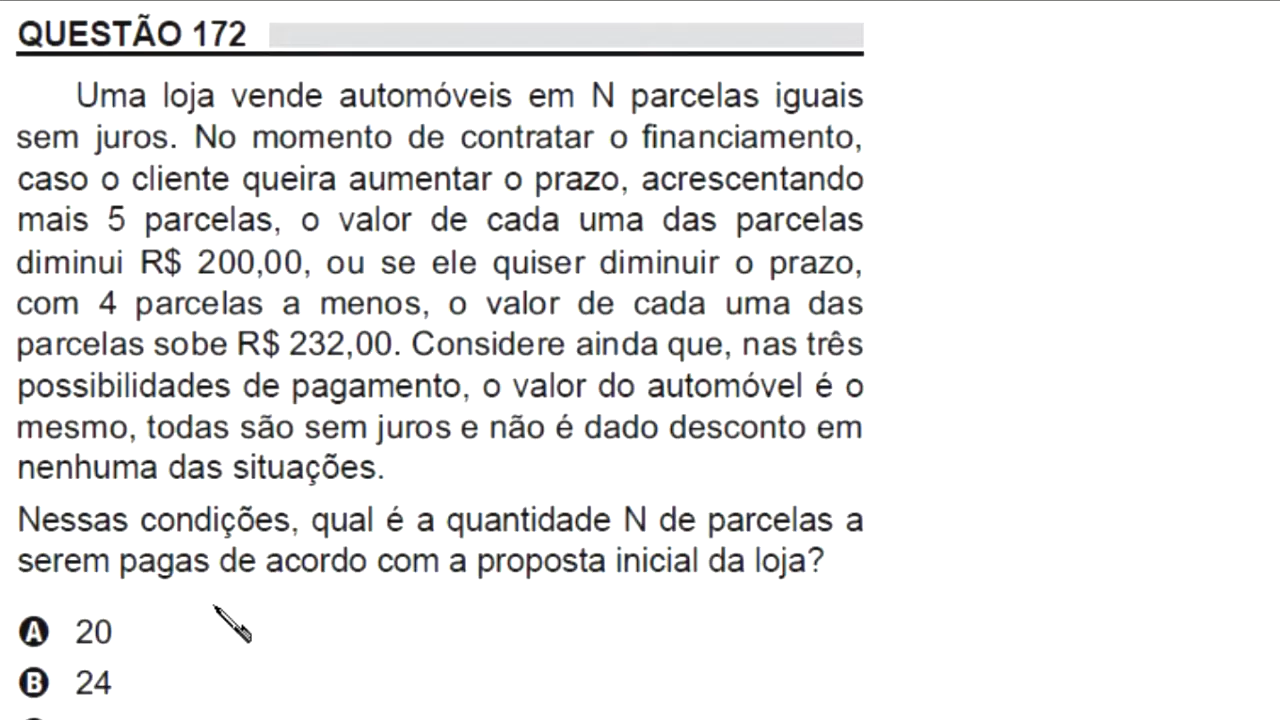 QUESTÃO 172
Uma loja vende automóveis em N parcelas iguais
sem juros. No momento de contratar o financiamento,
caso o cliente queira aumentar o prazo, acrescentando
mais 5 parcelas, o valor de cada uma das parcelas
diminui R$ 200,00, ou se ele quiser diminuir o prazo,
com 4 parcelas a menos, o valor de cada uma das
parcelas sobe R$ 232,00. Considere ainda que, nas três
possibilidades de pagamento, o valor do automóvel é o
mesmo, todas são sem juros e não é dado desconto em
nenhuma das situações.
Nessas condições, qual é a quantidade N de parcelas a
serem pagas de acordo com a proposta inicial da loja?
A 20
B 24